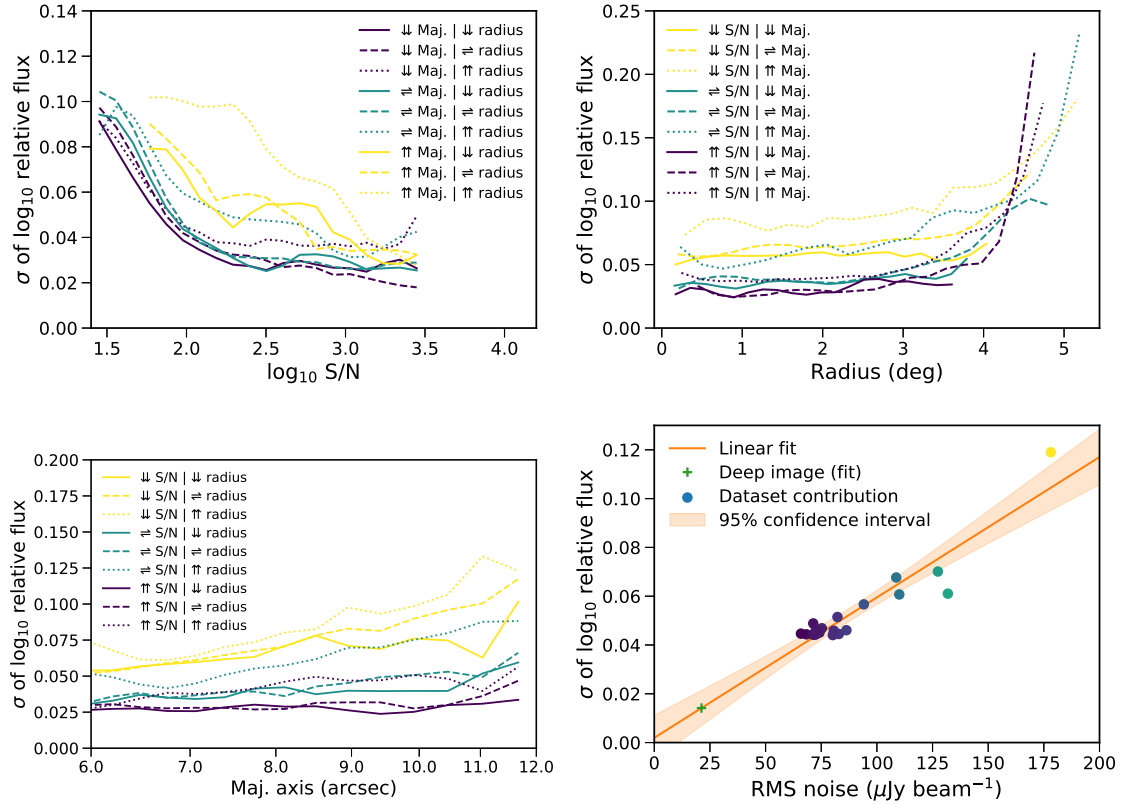 0.14
0.12
0.10
0.08
0.06
0.04
0.02
0.00
σ of log₁₀ relative flux
⇊ Maj. | ⇊ radius
⇊ Maj. | ⇌ radius
⇊ Maj. | ⇈ radius
⇌ Maj. | ⇊ radius
⇌ Maj. | ⇌ radius
⇌ Maj. | ⇈ radius
⇈ Maj. | ⇊ radius
⇈ Maj. | ⇌ radius
⇈ Maj. | ⇈ radius
1.5 2.0 2.5 3.0 3.5 4.0
log₁₀ S/N
0.25
0.20
0.15
0.10
0.05
0.00
σ of log₁₀ relative flux
⇊ S/N | ⇊ Maj.
⇊ S/N | ⇌ Maj.
⇊ S/N | ⇈ Maj.
⇌ S/N | ⇊ Maj.
⇌ S/N | ⇌ Maj.
⇌ S/N | ⇈ Maj.
⇈ S/N | ⇊ Maj.
⇈ S/N | ⇌ Maj.
⇈ S/N | ⇈ Maj.
0 1 2 3 4 5
Radius (deg)
0.200
0.175
0.150
0.125
0.100
0.075
0.050
0.025
0.000
σ of log₁₀ relative flux
⇊ S/N | ⇊ radius
⇊ S/N | ⇌ radius
⇊ S/N | ⇈ radius
⇌ S/N | ⇊ radius
⇌ S/N | ⇌ radius
⇌ S/N | ⇈ radius
⇈ S/N | ⇊ radius
⇈ S/N | ⇌ radius
⇈ S/N | ⇈ radius
6.0 7.0 8.0 9.0 10.0 11.0 12.0
Maj. axis (arcsec)
0.12
0.10
0.08
0.06
0.04
0.02
0.00
σ of log₁₀ relative flux
Linear fit
Deep image (fit)
Dataset contribution
95% confidence interval
0 25 50 75 100 125 150 175 200
RMS noise (μJy beam⁻¹)